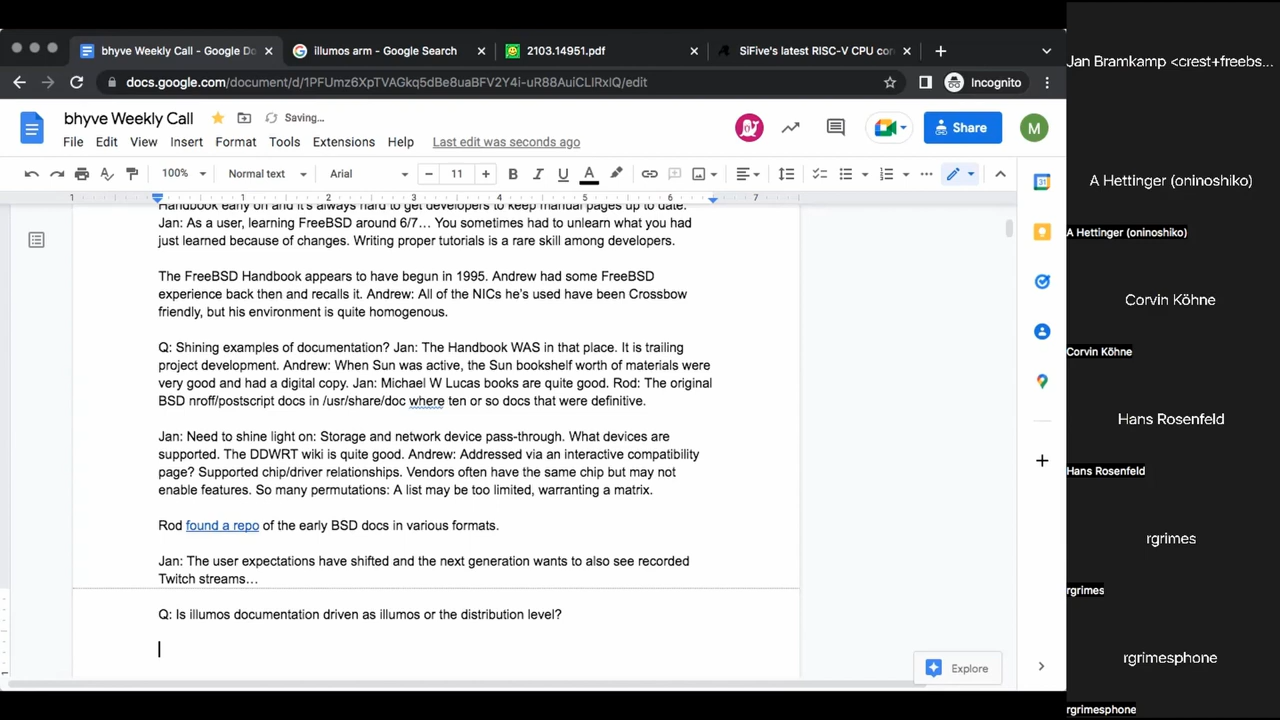 bhyve Weekly Call - Google Do
illumos arm - Google Search
2103.14951.pdf
SiFive's latest RISC-V CPU cor
docs.google.com/document/d/1PFUmz6XpTVAGkq5dBe8uaBFV2Y4i-uR88AuiCLlRxlQ/edit
Incognito
bhyve Weekly Call
Saving...
File Edit View Insert Format Tools Extensions Help Last edit was seconds ago
Share
M
100% Normal text Arial 11
1 1 2 3 4 5 6 7
Handbook early on and it's always hard to get developers to keep manual pages up to date.
Jan: As a user, learning FreeBSD around 6/7… You sometimes had to unlearn what you had
just learned because of changes. Writing proper tutorials is a rare skill among developers.
The FreeBSD Handbook appears to have begun in 1995. Andrew had some FreeBSD
experience back then and recalls it. Andrew: All of the NICs he's used have been Crossbow
friendly, but his environment is quite homogenous.
Q: Shining examples of documentation? Jan: The Handbook WAS in that place. It is trailing
project development. Andrew: When Sun was active, the Sun bookshelf worth of materials were
very good and had a digital copy. Jan: Michael W Lucas books are quite good. Rod: The original
BSD nroff/postscript docs in /usr/share/doc where ten or so docs that were definitive.
Jan: Need to shine light on: Storage and network device pass-through. What devices are
supported. The DDWRT wiki is quite good. Andrew: Addressed via an interactive compatibility
page? Supported chip/driver relationships. Vendors often have the same chip but may not
enable features. So many permutations: A list may be too limited, warranting a matrix.
Rod found a repo of the early BSD docs in various formats.
Jan: The user expectations have shifted and the next generation wants to also see recorded
Twitch streams…
Q: Is illumos documentation driven as illumos or the distribution level?
Explore
Jan Bramkamp <crest+freebs...
A Hettinger (oninoshiko)
A Hettinger (oninoshiko)
Corvin Köhne
Corvin Köhne
Hans Rosenfeld
Hans Rosenfeld
rgrimes
rgrimes
rgrimesphone
rgrimesphone